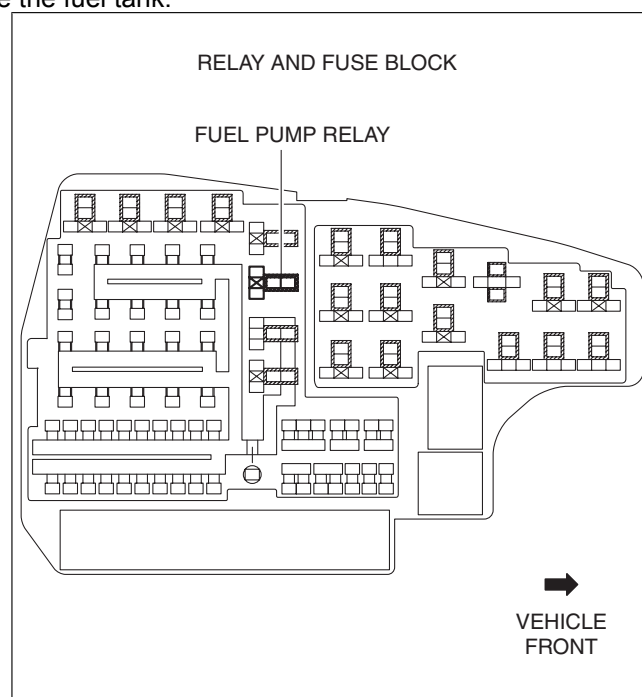 e the fuel tank.
RELAY AND FUSE BLOCK
FUEL PUMP RELAY
VEHICLE
FRONT